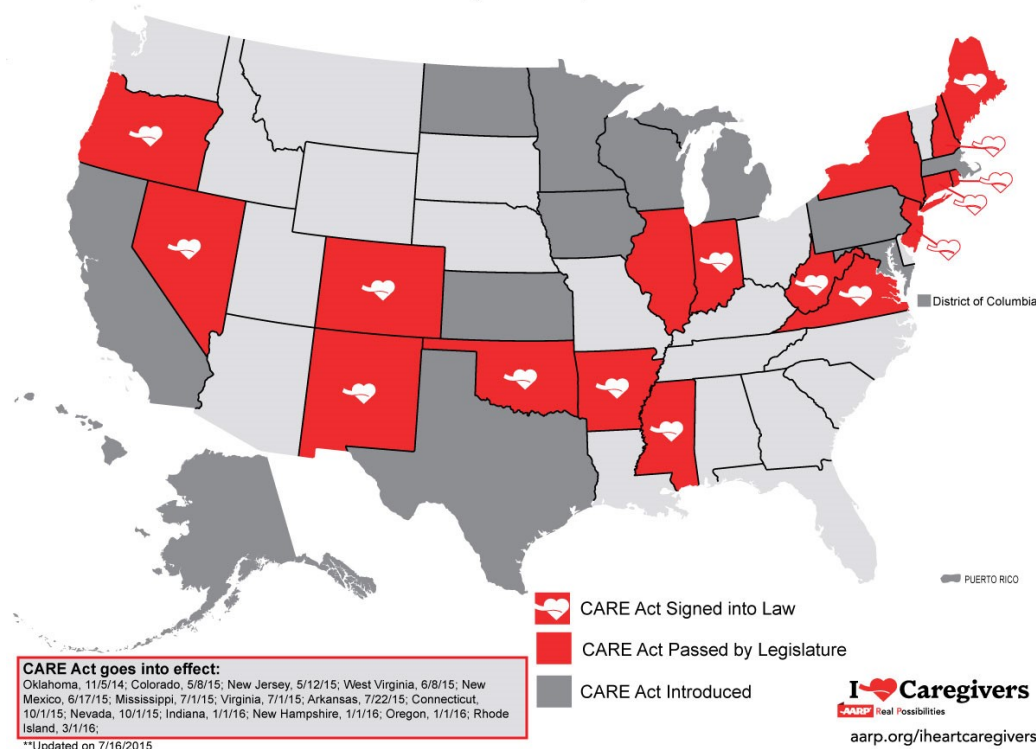 District of Columbia
PUERTO RICO
CARE Act Signed into Law
CARE Act Passed by Legislature
CARE Act Introduced
CARE Act goes into effect:
Oklahoma, 11/5/14; Colorado, 5/8/15; New Jersey, 5/12/15; West Virginia, 6/8/15; New
Mexico, 6/17/15; Mississippi, 7/1/15; Virginia, 7/1/15; Arkansas, 7/22/15; Connecticut,
10/1/15; Nevada, 10/1/15; Indiana, 1/1/16; New Hampshire, 1/1/16; Oregon, 1/1/16; Rhode
Island, 3/1/16;
**Updated on 7/16/2015
I Caregivers
AARP Real Possibilities
aarp.org/iheartcaregivers